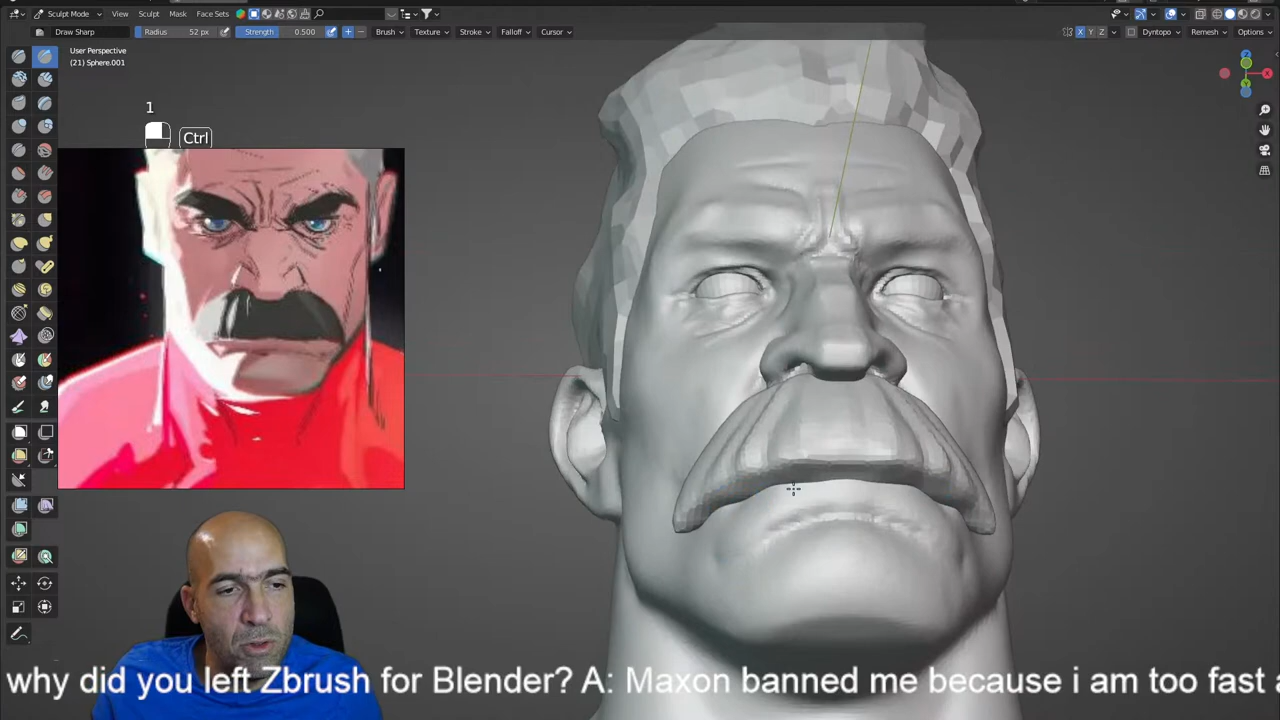 Sculpt Mode View Sculpt Mask Face Sets
Draw Sharp Radius 52 px Strength 0.500 Brush Texture Stroke Falloff Cursor X Y Z Dyntopo Remesh Options
User Perspective
(21) Sphere.001
1
Ctrl
why did you left Zbrush for Blender? A: Maxon banned me because i am too fast a